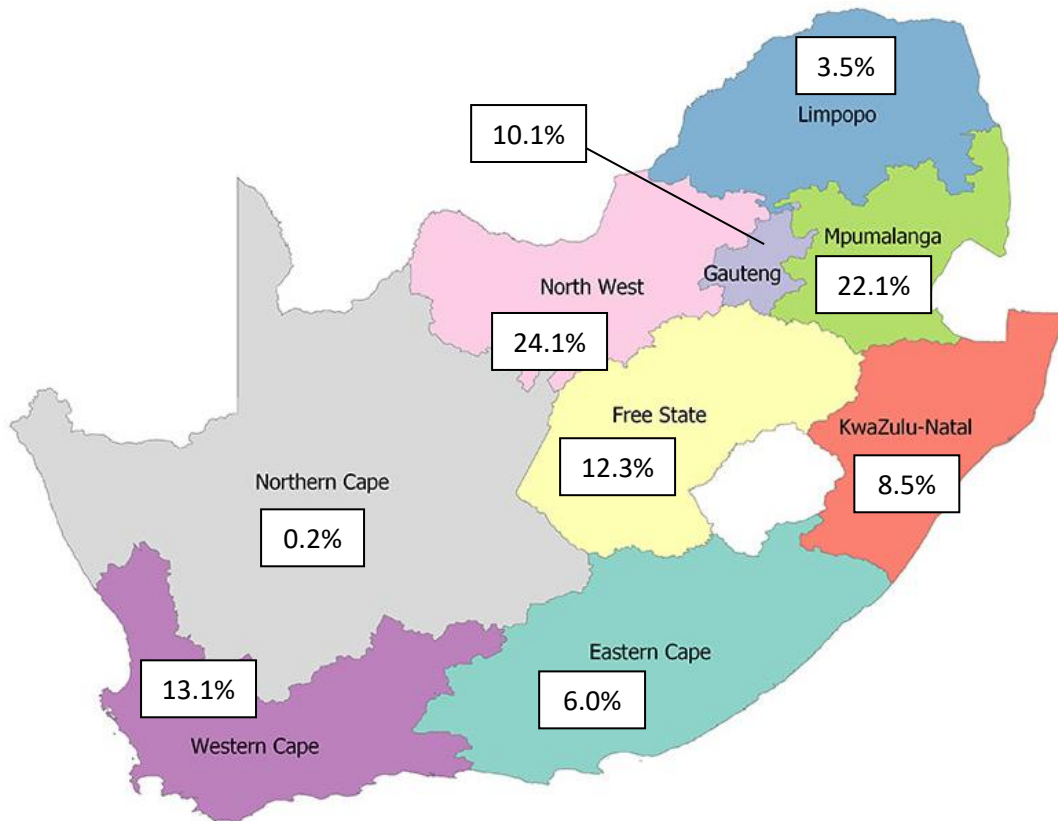 3.5%
Limpopo
10.1%
Mpumalanga
Gauteng
22.1%
North West
24.1%
Free State
KwaZulu-Natal
12.3%
8.5%
Northern Cape
0.2%
Eastern Cape
13.1%
6.0%
Western Cape